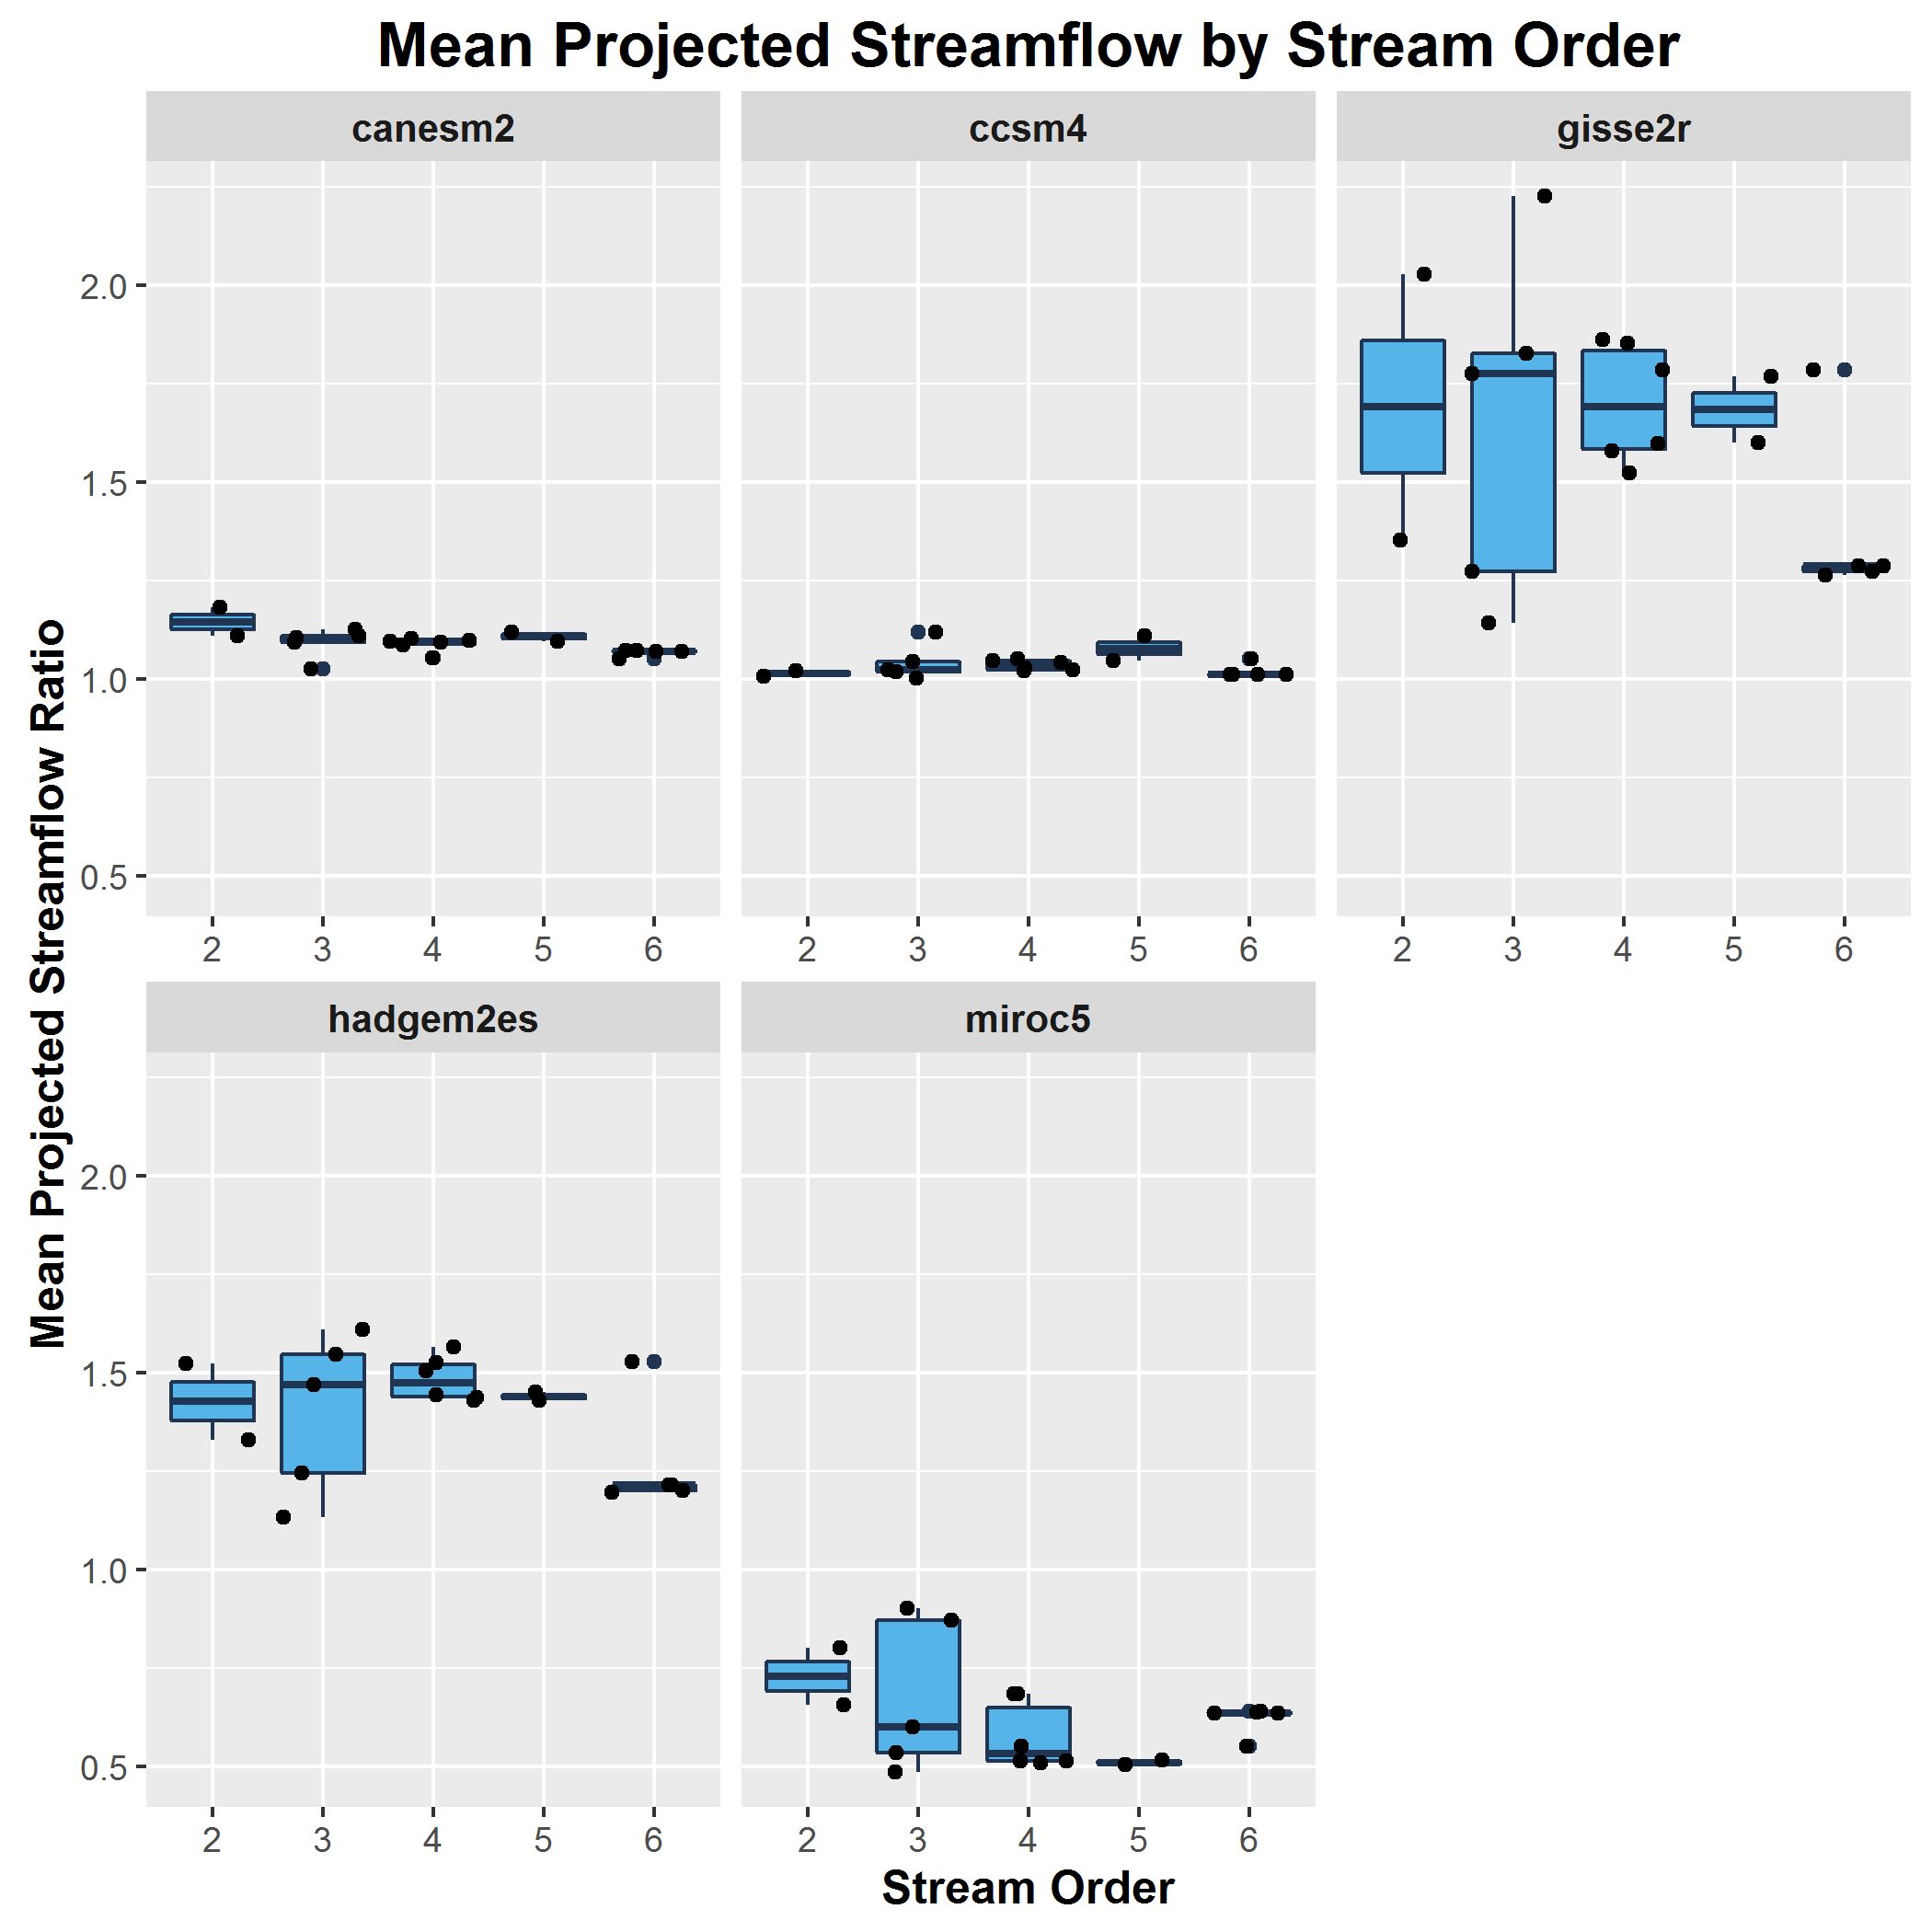 Mean Projected Streamflow by Stream Order
canesm2 ccsm4 gisse2r
Mean Projected Streamflow Ratio
2.0
1.5
1.0
0.5
2 3 4 5 6 2 3 4 5 6 2 3 4 5 6
hadgem2es miroc5
2.0
1.5
1.0
0.5
2 3 4 5 6 2 3 4 5 6
Stream Order